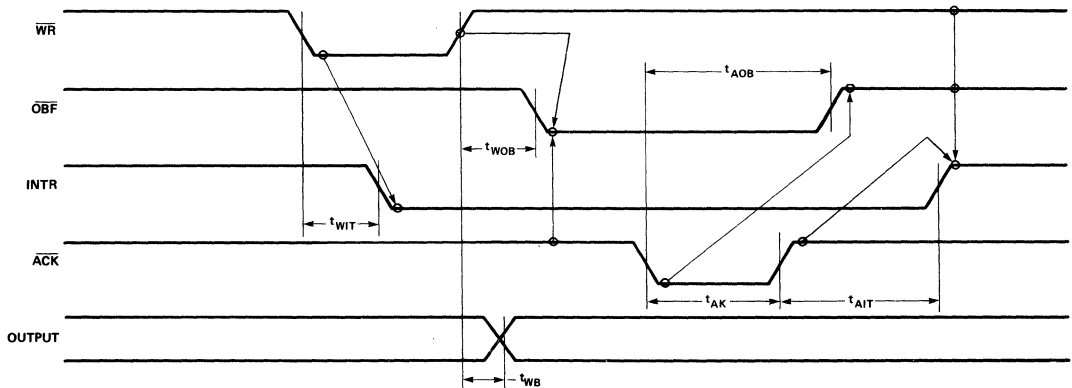 WR
tAOB
OBF
tWOB
INTR
tWIT
ACK
tAK
tAIT
OUTPUT
tWB